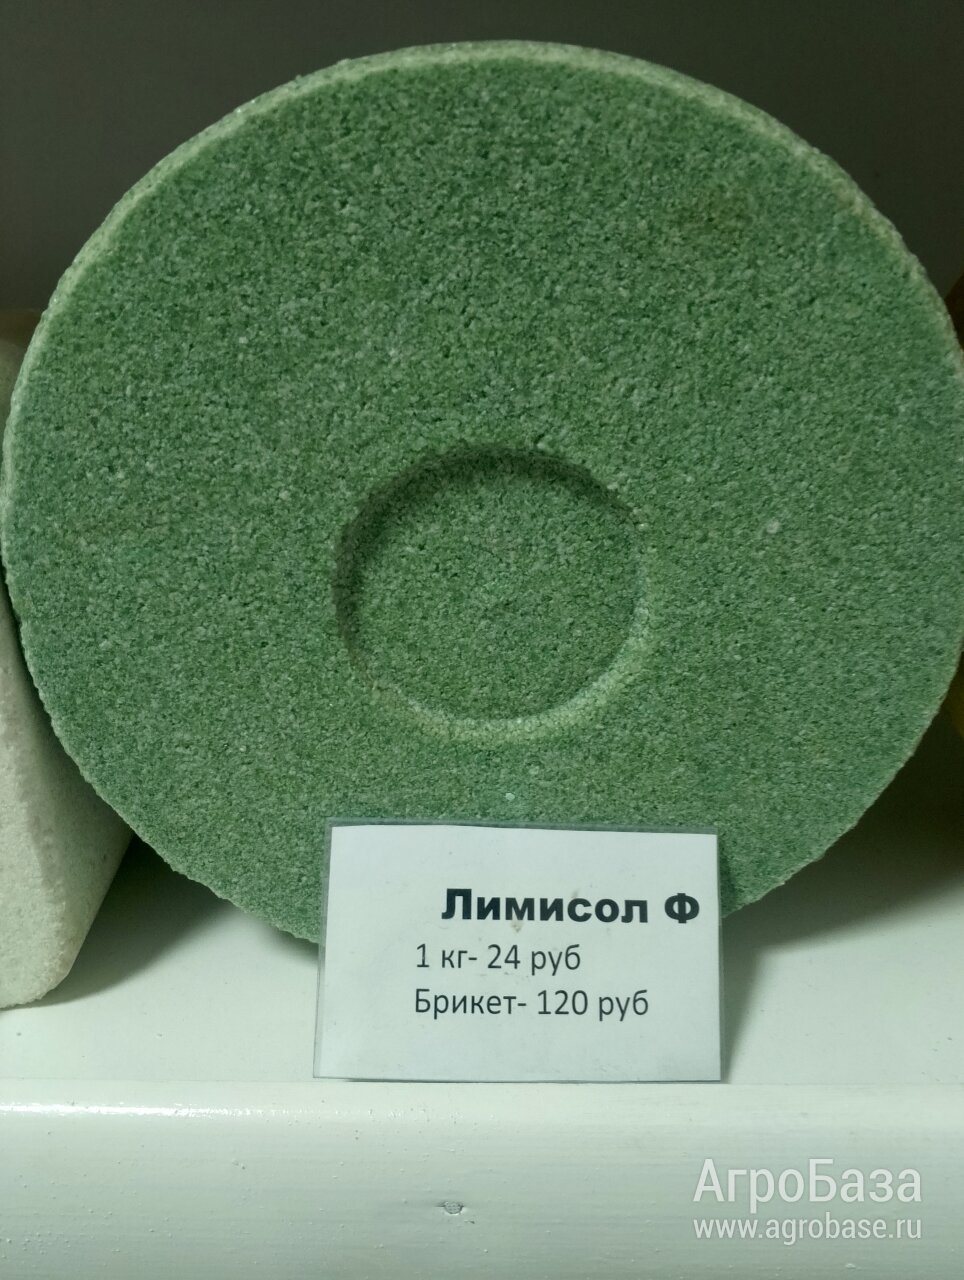 Лимисол Ф
1 кг- 24 руб
Брикет- 120 руб
АгроБаза
www.agrobase.ru